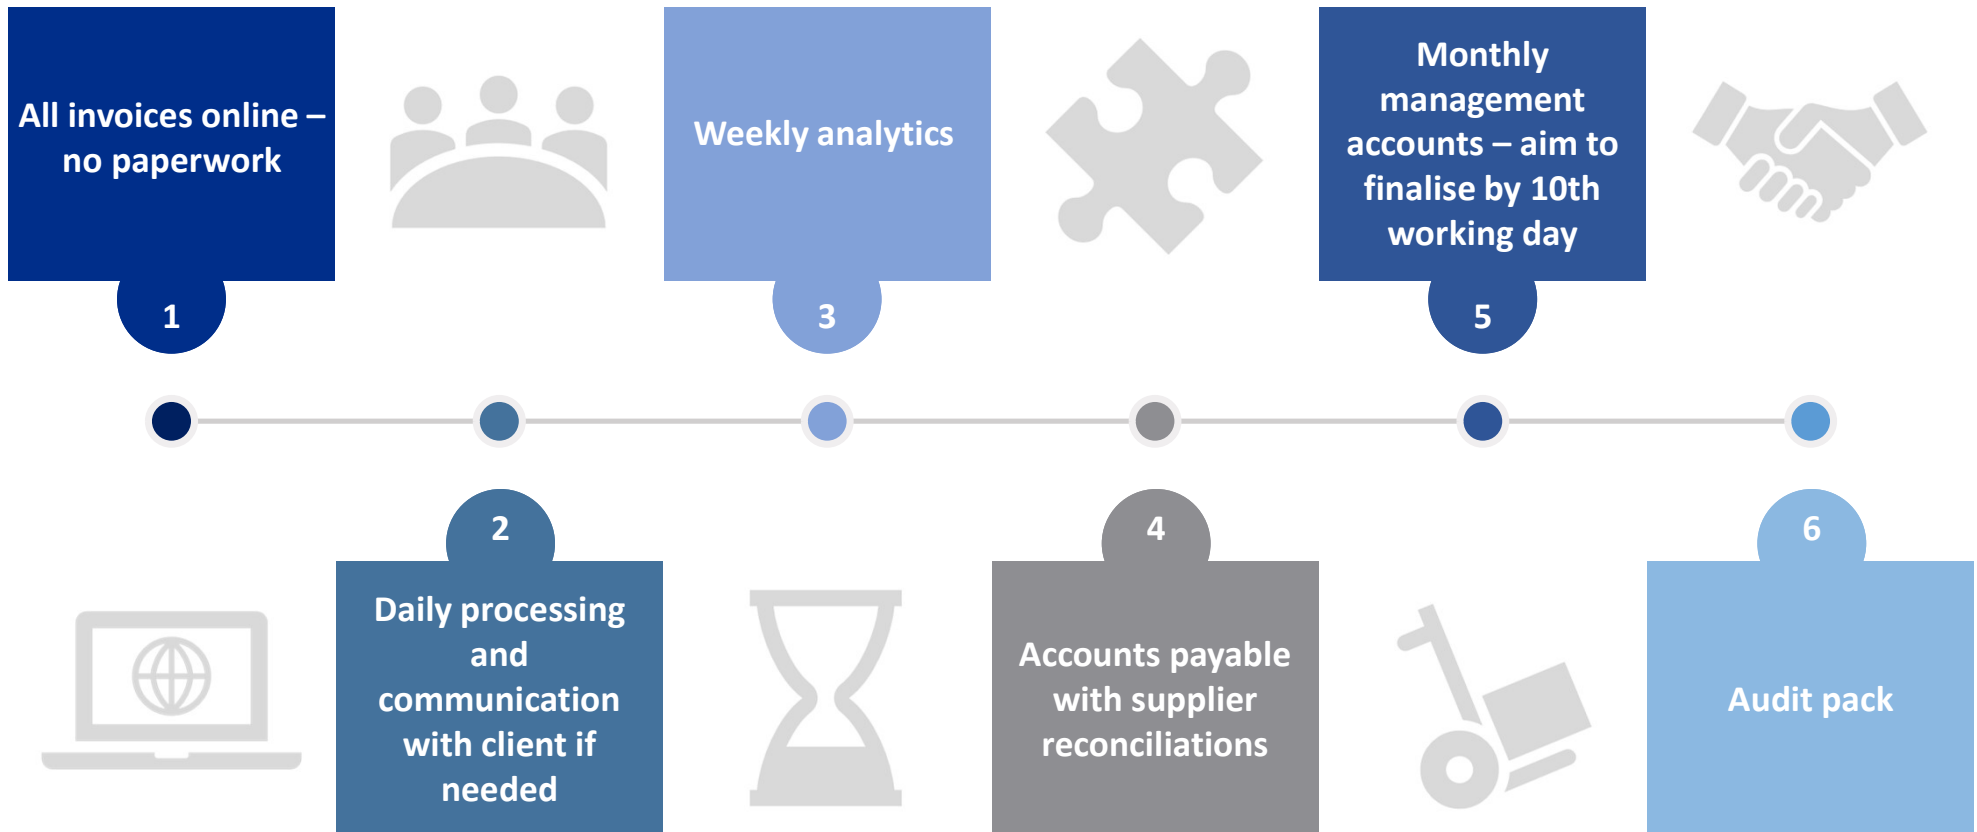 All invoices online –
no paperwork
1
Daily processing
and
communication
with client if
needed
2
Weekly analytics
3
Accounts payable
with supplier
reconciliations
4
Monthly
management
accounts – aim to
finalise by 10th
working day
5
Audit pack
6